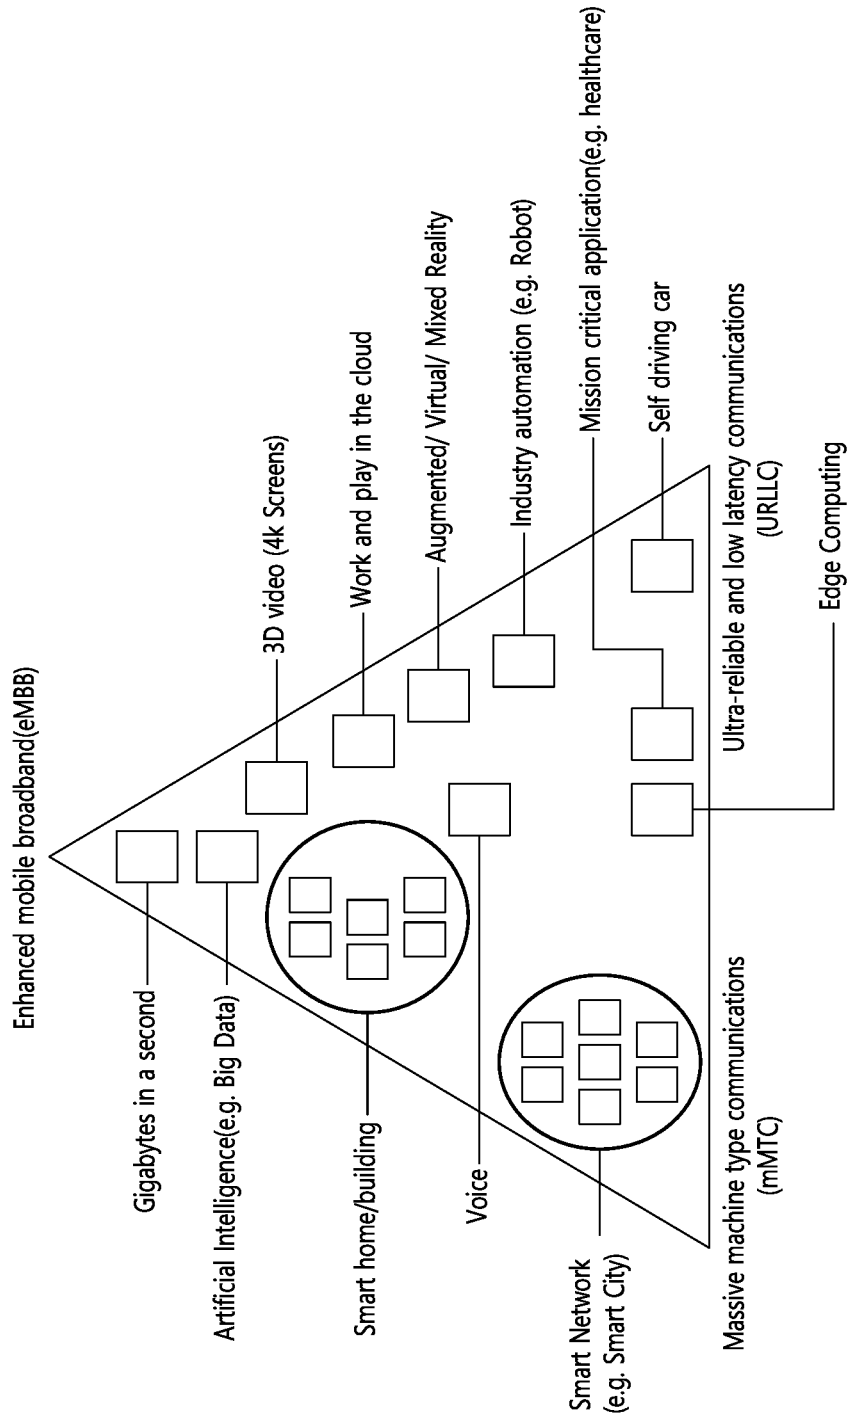 Enhanced mobile broadband(eMBB)
Gigabytes in a second
Artificial Intelligence(e.g. Big Data)
3D video (4k Screens)
Smart home/building
Work and play in the cloud
Augmented/ Virtual/ Mixed Reality
Voice
Industry automation (e.g. Robot)
Smart Network
(e.g. Smart City)
Mission critical application(e.g. healthcare)
Self driving car
Massive machine type communications
(mMTC)
Ultra-reliable and low latency communications
(URLLC)
Edge Computing